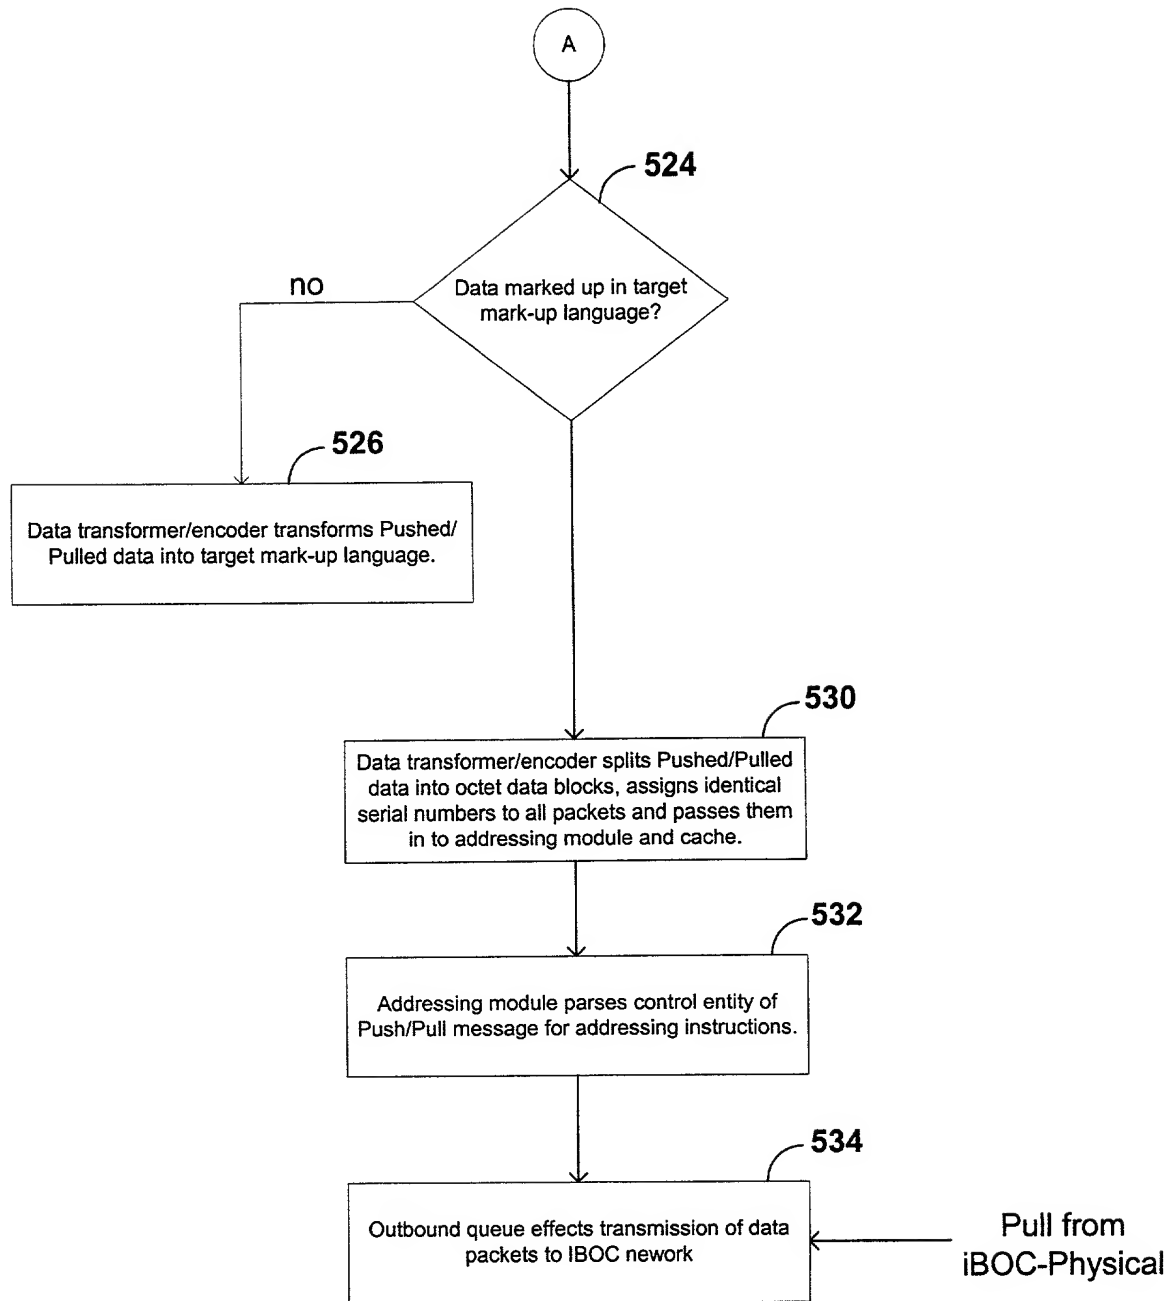 A
524
Data marked up in target
mark-up language?
no
526
Data transformer/encoder transforms Pushed/
Pulled data into target mark-up language.
530
Data transformer/encoder splits Pushed/Pulled
data into octet data blocks, assigns identical
serial numbers to all packets and passes them
in to addressing module and cache.
532
Addressing module parses control entity of
Push/Pull message for addressing instructions.
534
Outbound queue effects transmission of data
packets to IBOC nework
Pull from
iBOC-Physical